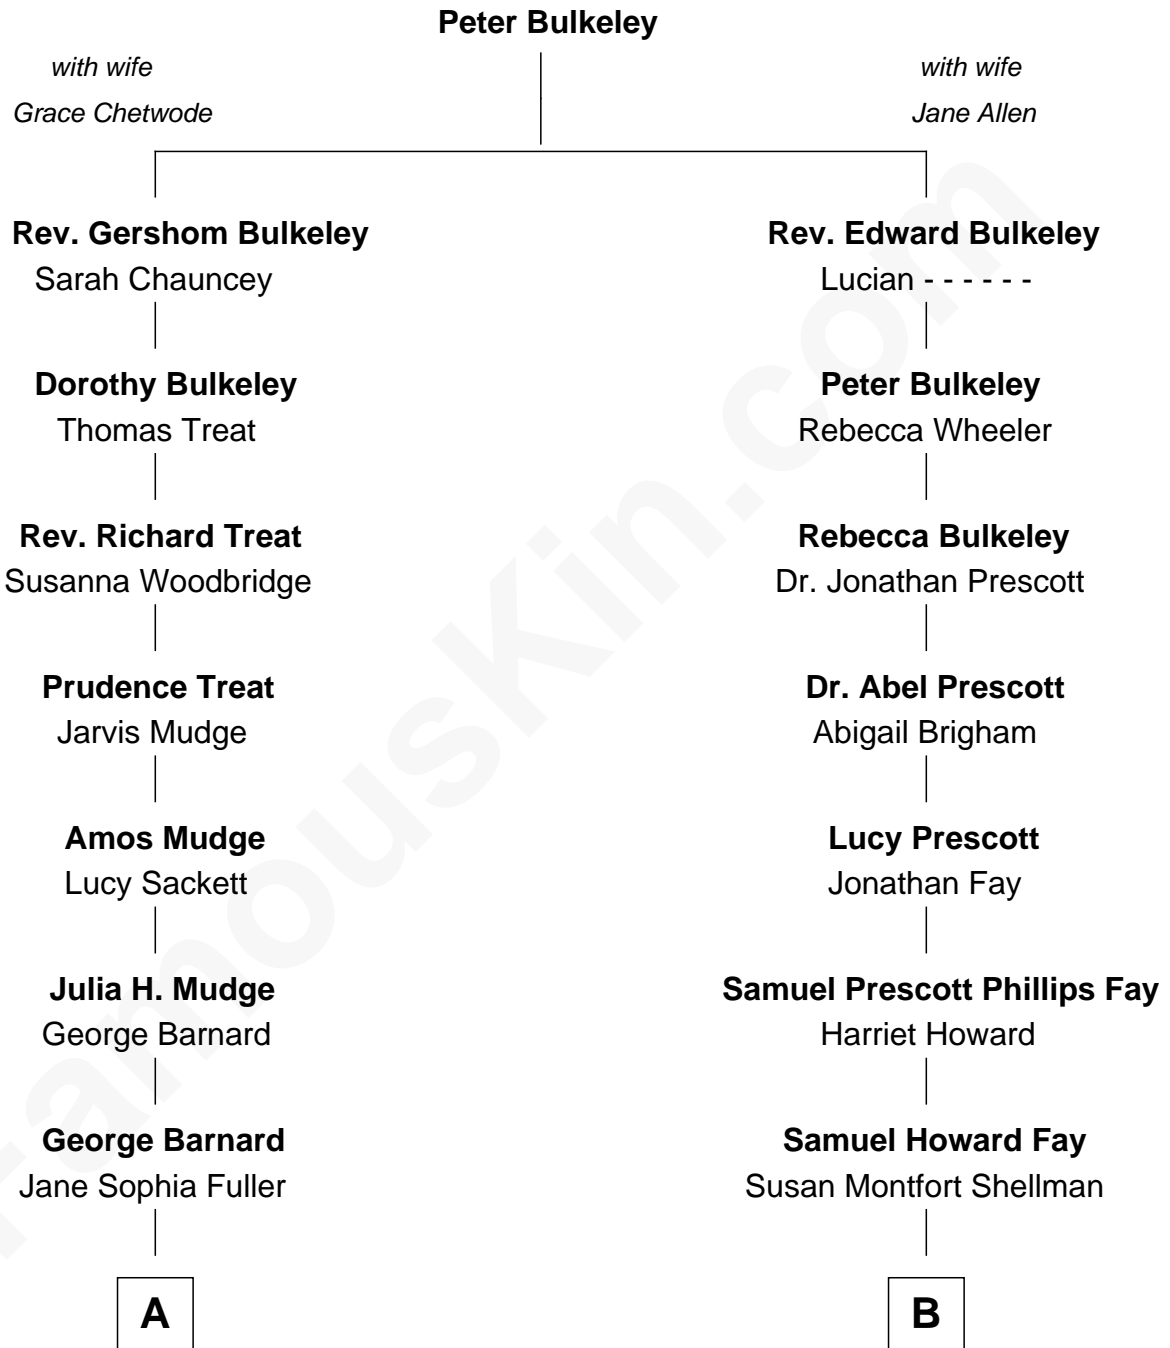 Peter Bulkeley
with wife
Grace Chetwode
with wife
Jane Allen
Rev. Gershom Bulkeley
Sarah Chauncey
Rev. Edward Bulkeley
Lucian - - - - - -
Dorothy Bulkeley
Thomas Treat
Peter Bulkeley
Rebecca Wheeler
Rev. Richard Treat
Susanna Woodbridge
Rebecca Bulkeley
Dr. Jonathan Prescott
Prudence Treat
Jarvis Mudge
Dr. Abel Prescott
Abigail Brigham
Amos Mudge
Lucy Sackett
Lucy Prescott
Jonathan Fay
Julia H. Mudge
George Barnard
Samuel Prescott Phillips Fay
Harriet Howard
George Barnard
Jane Sophia Fuller
Samuel Howard Fay
Susan Montfort Shellman
A
B
FamousKin.com